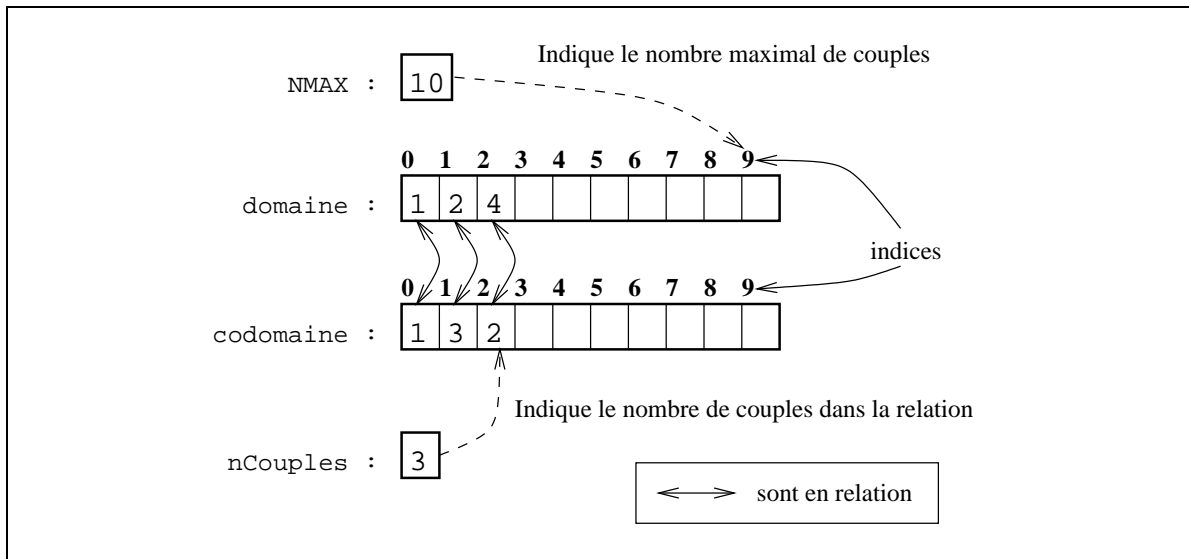 Indique le nombre maximal de couples
NMAX : 10
0 1 2 3 4 5 6 7 8 9
domaine : 1 2 4
indices
0 1 2 3 4 5 6 7 8 9
codomaine : 1 3 2
Indique le nombre de couples dans la relation
nCouples : 3
sont en relation